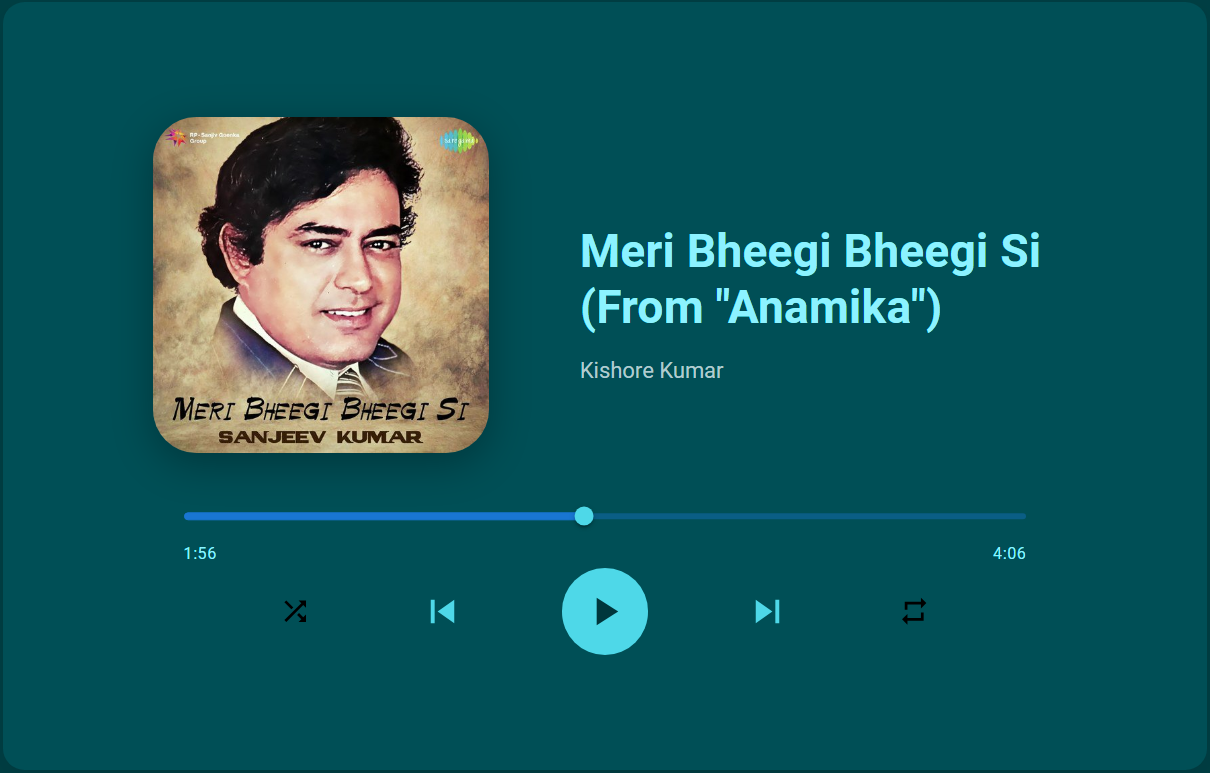 RP-Sanjiv Goenka
Group
Meri Bheegi Bheegi Si
SANJEEV KUMAR
Meri Bheegi Bheegi Si
(From "Anamika")
Kishore Kumar
1:56
4:06